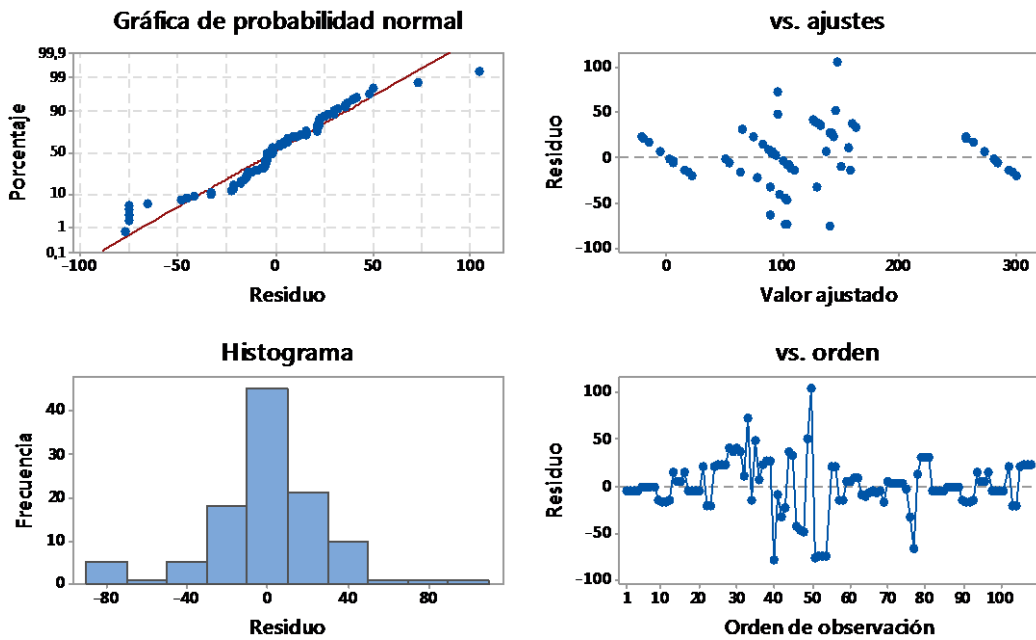 Gráfica de probabilidad normal
99,9
99
90
50
10
1
0,1
Porcentaje
−100 −50 0 50 100
Residuo
vs. ajustes
100
50
0
−50
−100
Residuo
0 100 200 300
Valor ajustado
Histograma
40
30
20
10
0
Frecuencia
−80 −40 0 40 80
Residuo
vs. orden
100
50
0
−50
−100
Residuo
1 10 20 30 40 50 60 70 80 90 100
Orden de observación